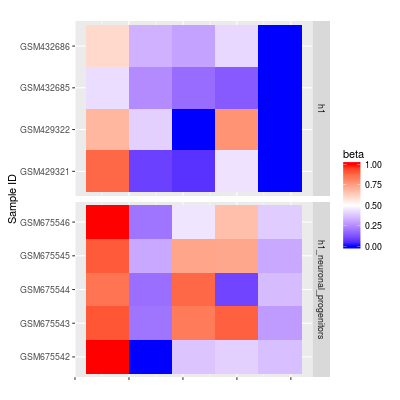 GSM432686
GSM432685
GSM429322
GSM429321
h1
GSM675546
GSM675545
GSM675544
GSM675543
GSM675542
h1_neuronal_progenitors
Sample ID
beta
1.00
0.75
0.50
0.25
0.00